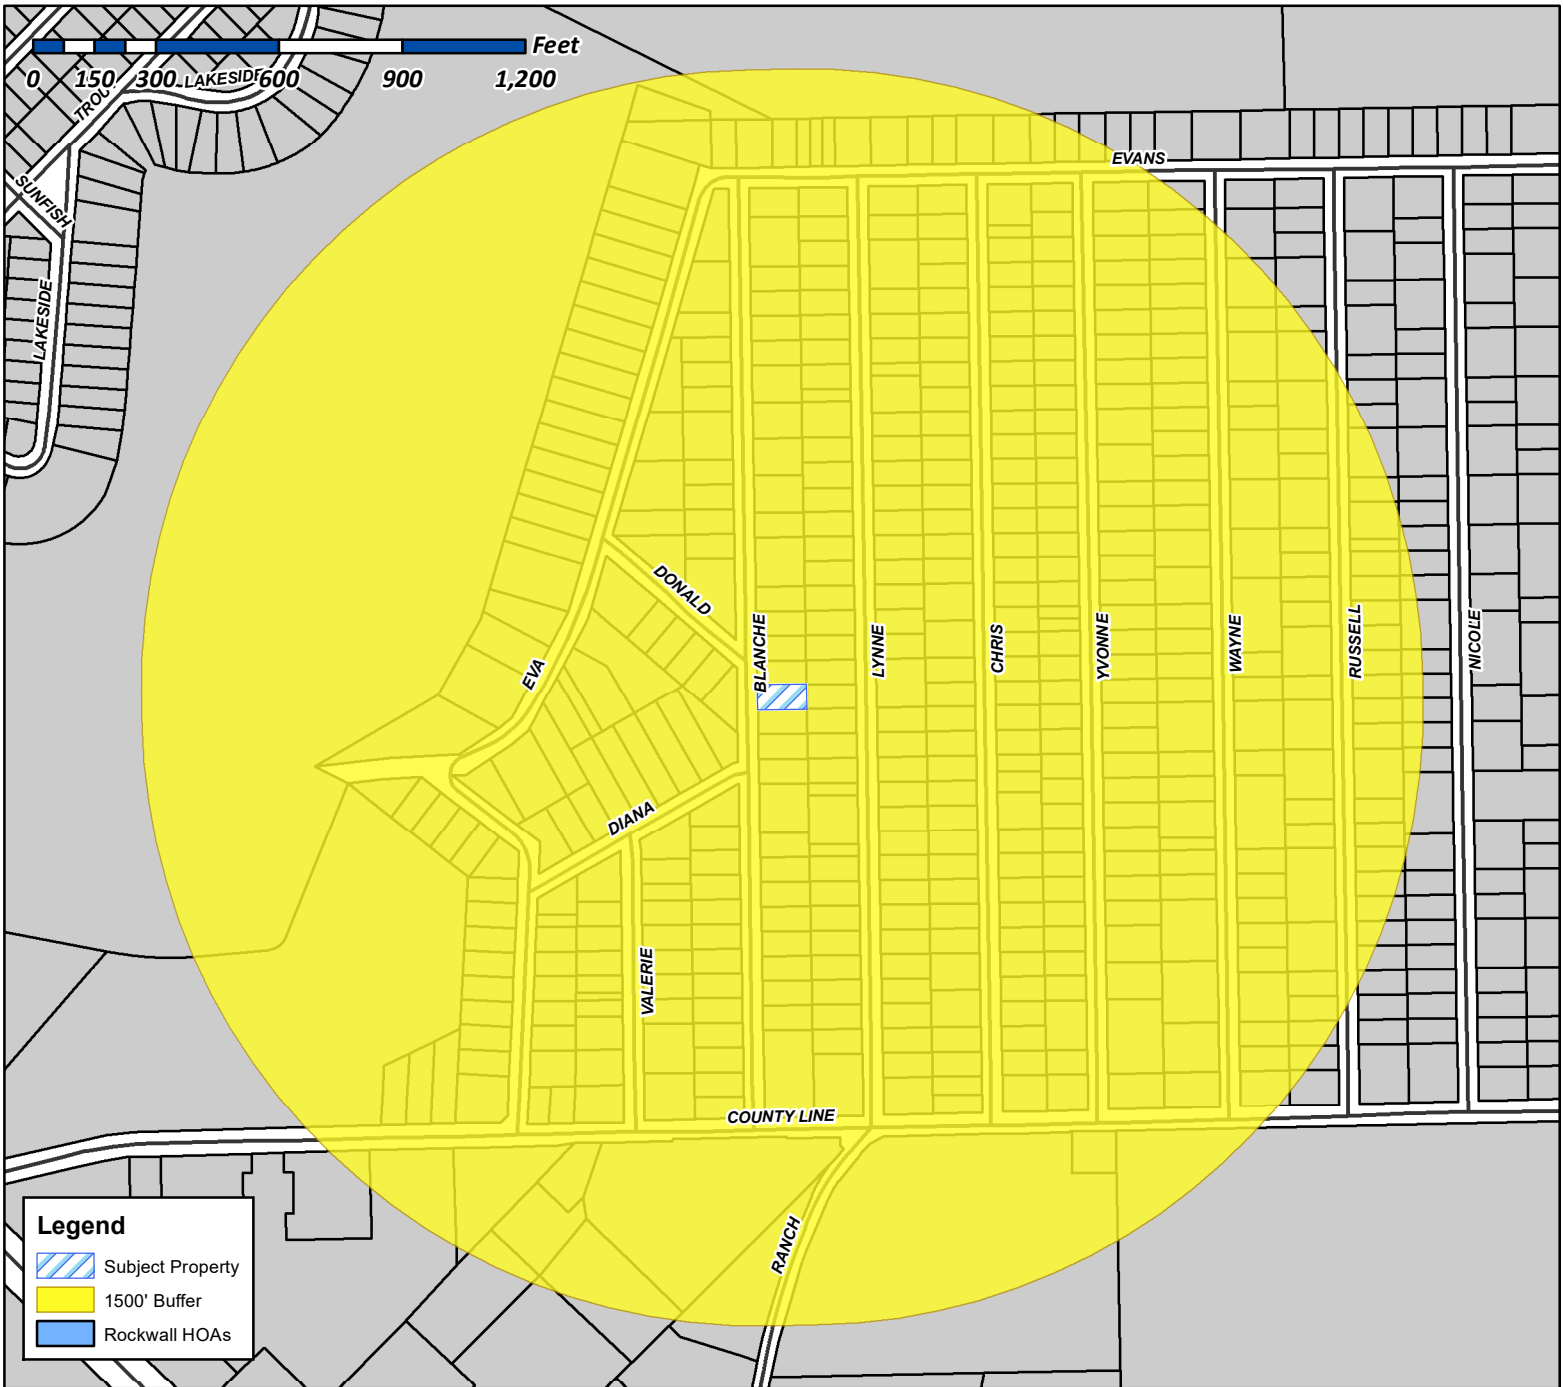 Feet
0 150 300 600 900 1,200
LAKESIDE
SUNFISH
LAKESIDE
EVANS
DONALD
EVA
BLANCHE
LYNNE
CHRIS
YVONNE
WAYNE
RUSSELL
NICOLE
DIANA
VALERIE
COUNTY LINE
RANCH
Legend
Subject Property
1500' Buffer
Rockwall HOAs